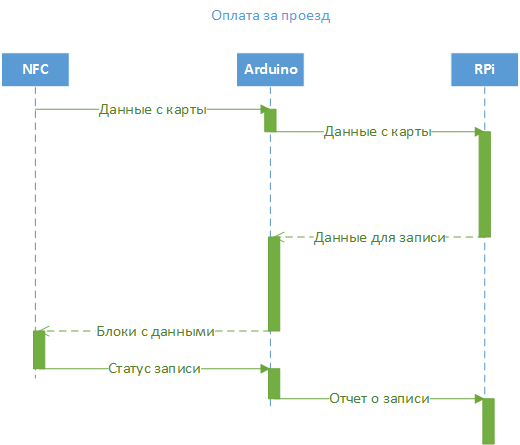 Оплата за проезд
NFC
Arduino
RPi
Данные с карты
Данные с карты
Данные для записи
Блоки с данными
Статус записи
Отчет о записи